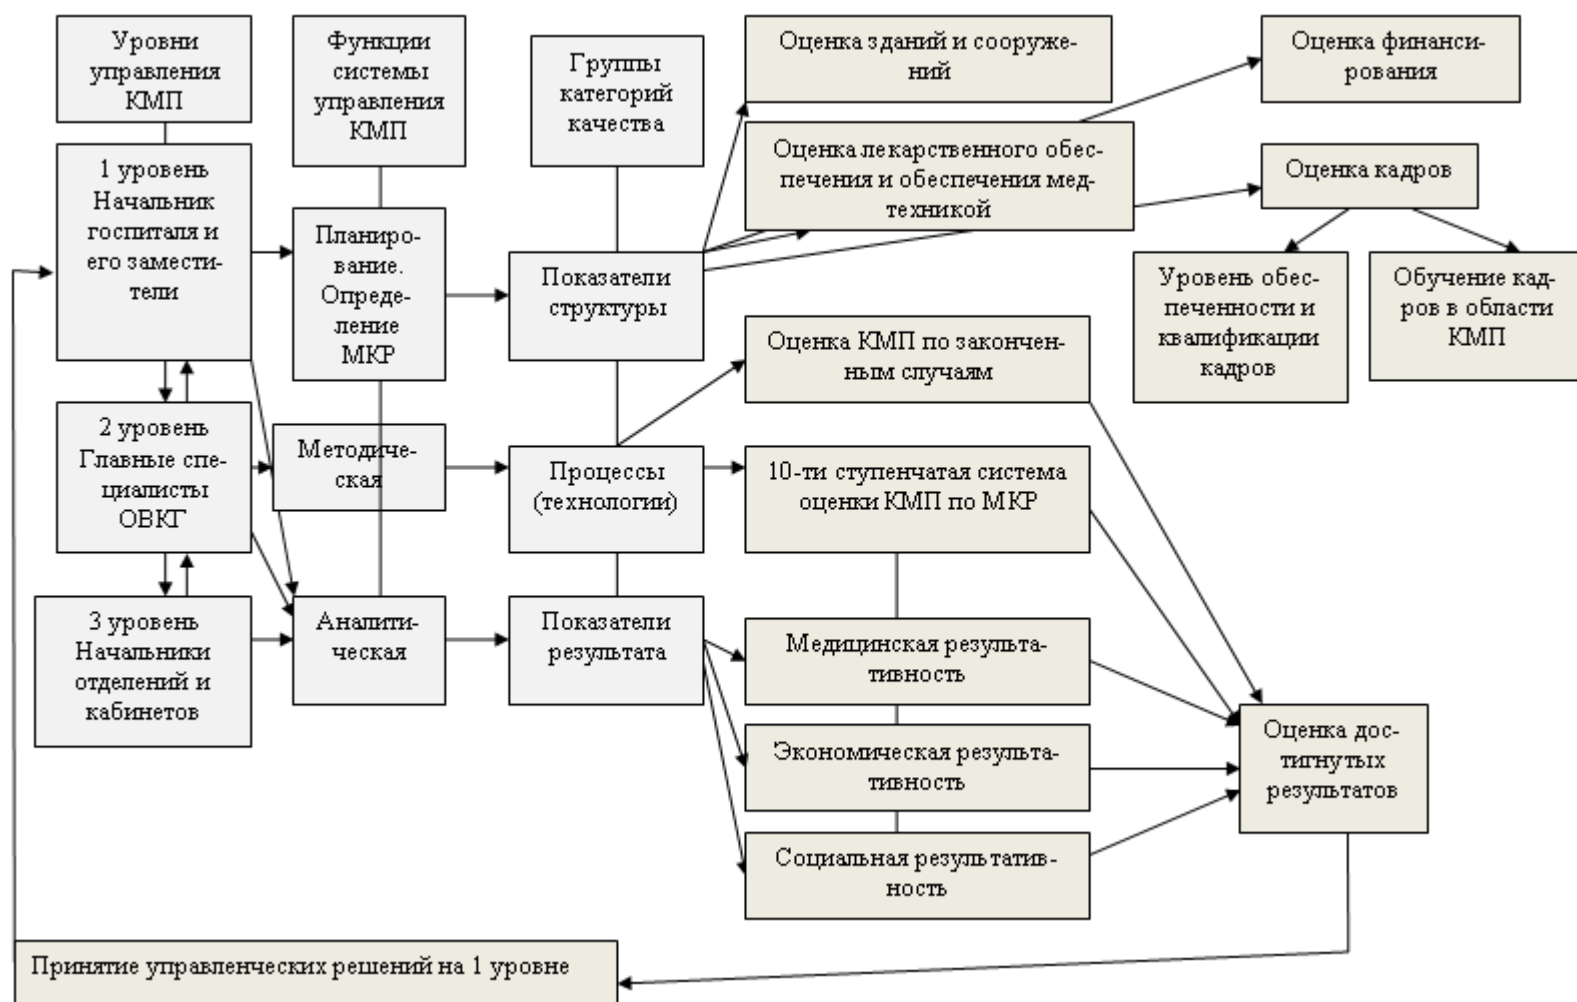 Уровни
управления
КМП
Функции
системы
управления
КМП
Группы
категорий
качества
Оценка зданий и сооруже-
ний
Оценка финанси-
рования
1 уровень
Начальник
госпиталя и
его замести-
тели
Оценка лекарственного обес-
печения и обеспечения мед-
техникой
Оценка кадров
Планиро-
вание.
Опреде-
ление
МКР
Показатели
структуры
Уровень обес-
печенности и
квалификации
кадров
Обучение кад-
ров в области
КМП
Оценка КМП по закончен-
ным случаям
2 уровень
Главные спе-
циалисты
ОВКГ
Методиче-
ская
Процессы
(технологии)
10-ти ступенчатая система
оценки КМП по МКР
3 уровень
Начальники
отделений и
кабинетов
Аналити-
ческая
Показатели
результата
Медицинская результа-
тивность
Экономическая результа-
тивность
Социальная результатив-
ность
Оценка дос-
тигнутых
результатов
Принятие управленческих решений на 1 уровне